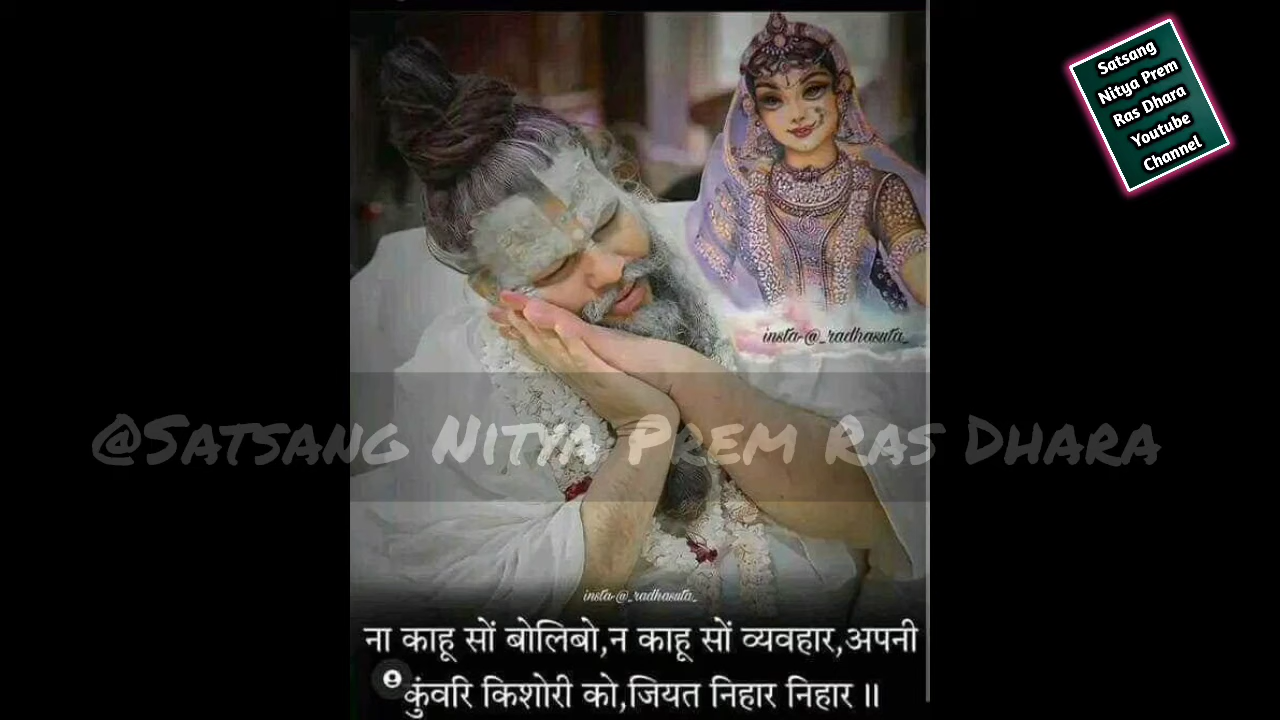 Satsang
Nitya Prem
Ras Dhara
Youtube
Channel
insta-@_radhasuta_
@Satsang Nitya Prem Ras Dhara
insta-@_radhasuta_
ना काहू सों बोलिबो,न काहू सों व्यवहार,अपनी
कुंवरि किशोरी को,जियत निहार निहार ॥